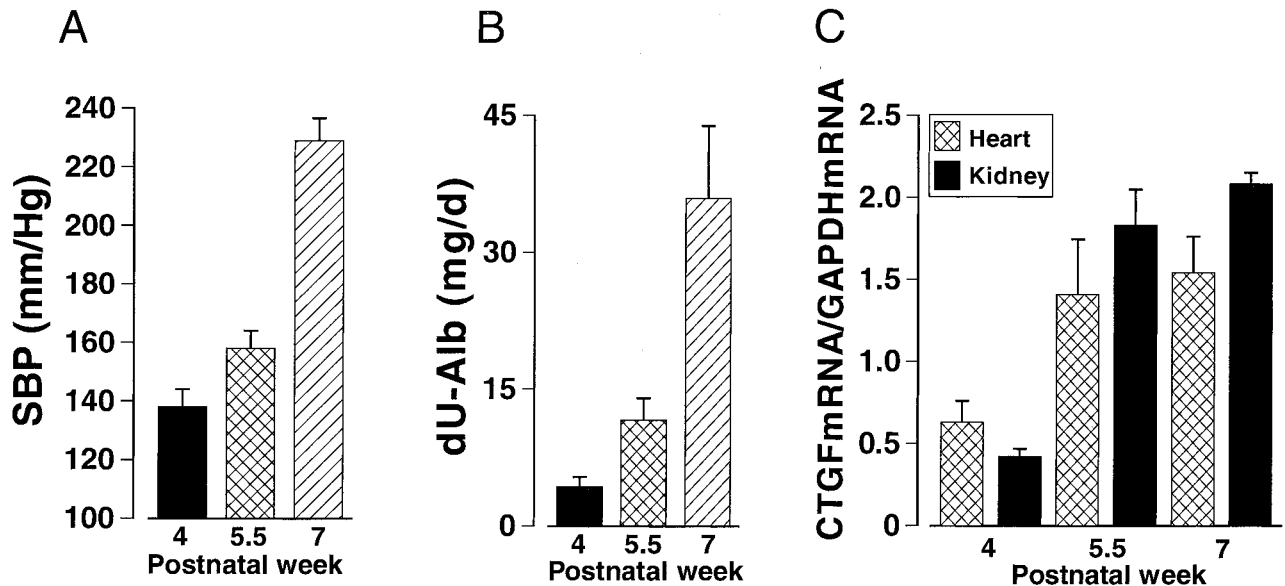 A
SBP (mm/Hg)
240
220
200
180
160
140
120
100
4 5.5 7
Postnatal week
B
dU-Alb (mg/d)
45
30
15
0
4 5.5 7
Postnatal week
C
CTGFmRNA/GAPDHmRNA
2.5
2.0
1.5
1.0
0.5
0
Heart
Kidney
4 5.5 7
Postnatal week